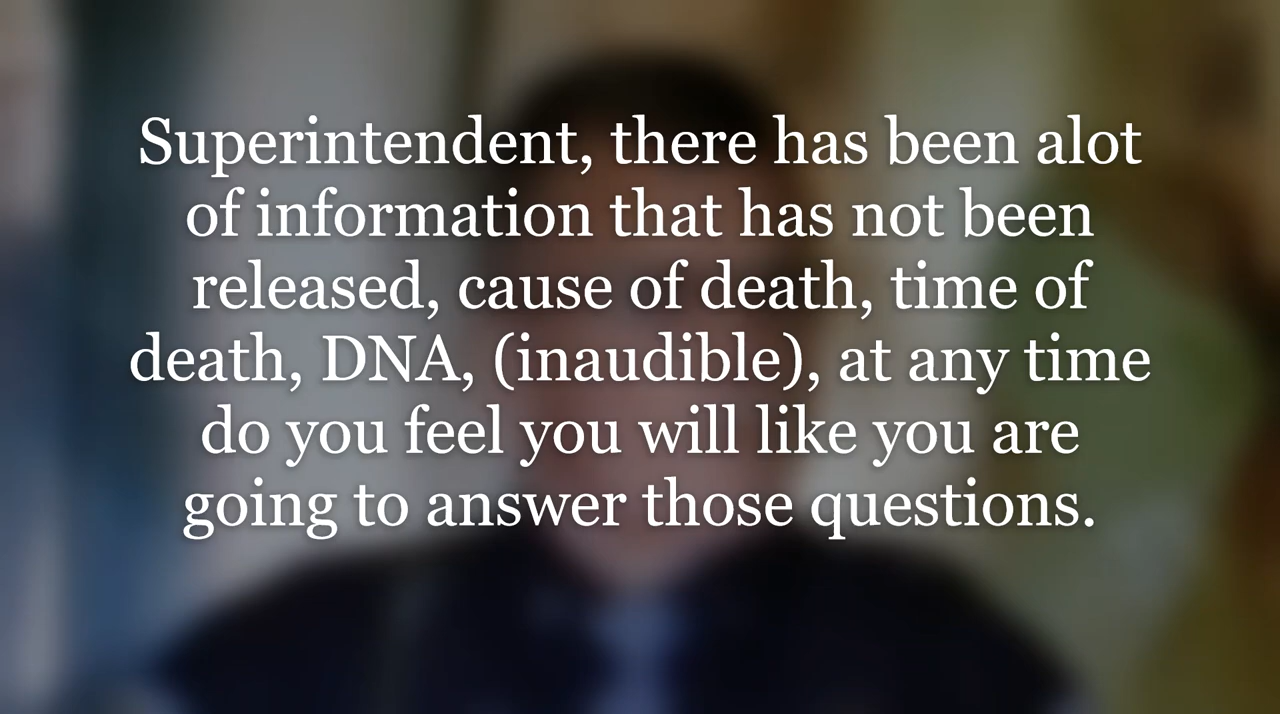 Superintendent, there has been alot
of information that has not been
released, cause of death, time of
death, DNA, (inaudible), at any time
do you feel you will like you are
going to answer those questions.